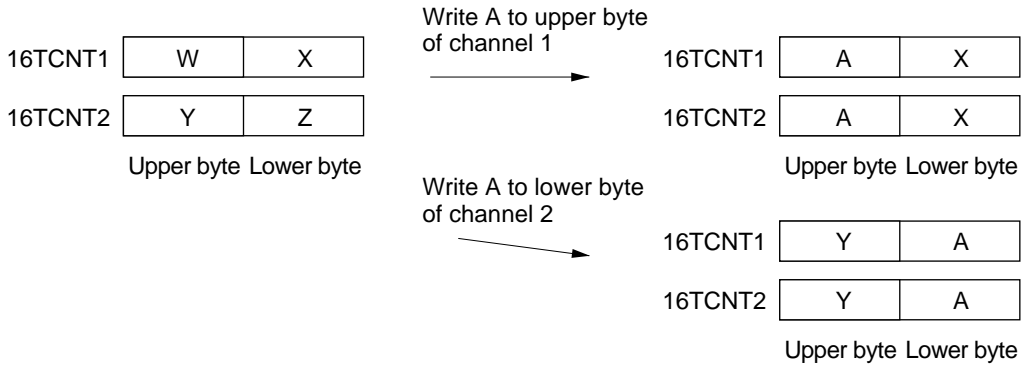 Write A to upper byte
of channel 1
16TCNT1 W X
16TCNT1 A X
16TCNT2 Y Z
16TCNT2 A X
Upper byte Lower byte
Upper byte Lower byte
Write A to lower byte
of channel 2
16TCNT1 Y A
16TCNT2 Y A
Upper byte Lower byte